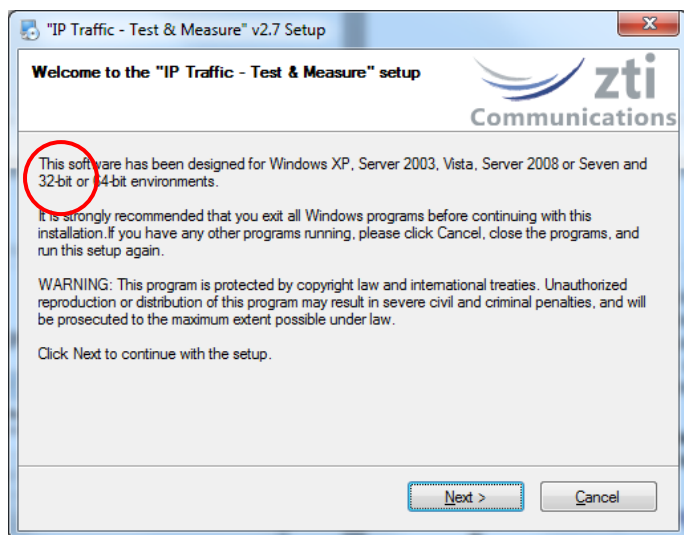 "IP Traffic - Test & Measure" v2.7 Setup
Welcome to the "IP Traffic - Test & Measure" setup
zti
Communications
This software has been designed for Windows XP, Server 2003, Vista, Server 2008 or Seven and
32-bit or 64-bit environments.
It is strongly recommended that you exit all Windows programs before continuing with this
installation.If you have any other programs running, please click Cancel, close the programs, and
run this setup again.
WARNING: This program is protected by copyright law and international treaties. Unauthorized
reproduction or distribution of this program may result in severe civil and criminal penalties, and will
be prosecuted to the maximum extent possible under law.
Click Next to continue with the setup.
Next >
Cancel